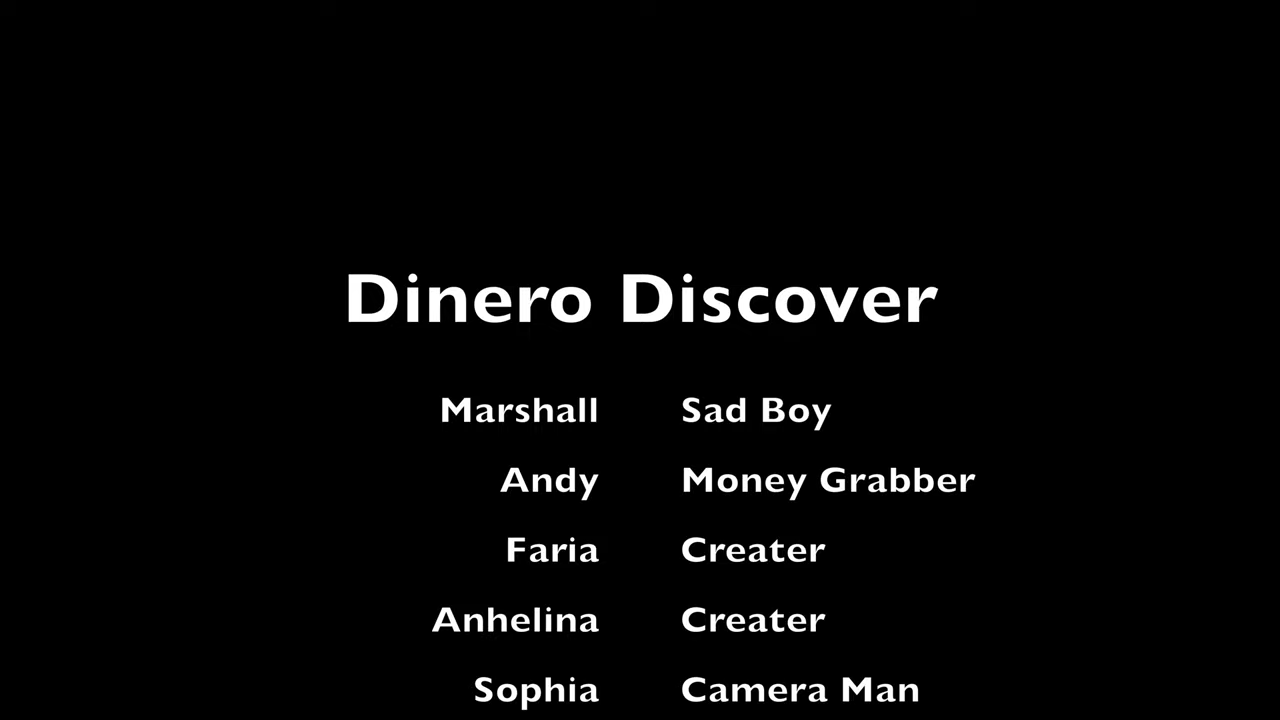 Dinero Discover
Marshall Sad Boy
Andy Money Grabber
Faria Creater
Anhelina Creater
Sophia Camera Man